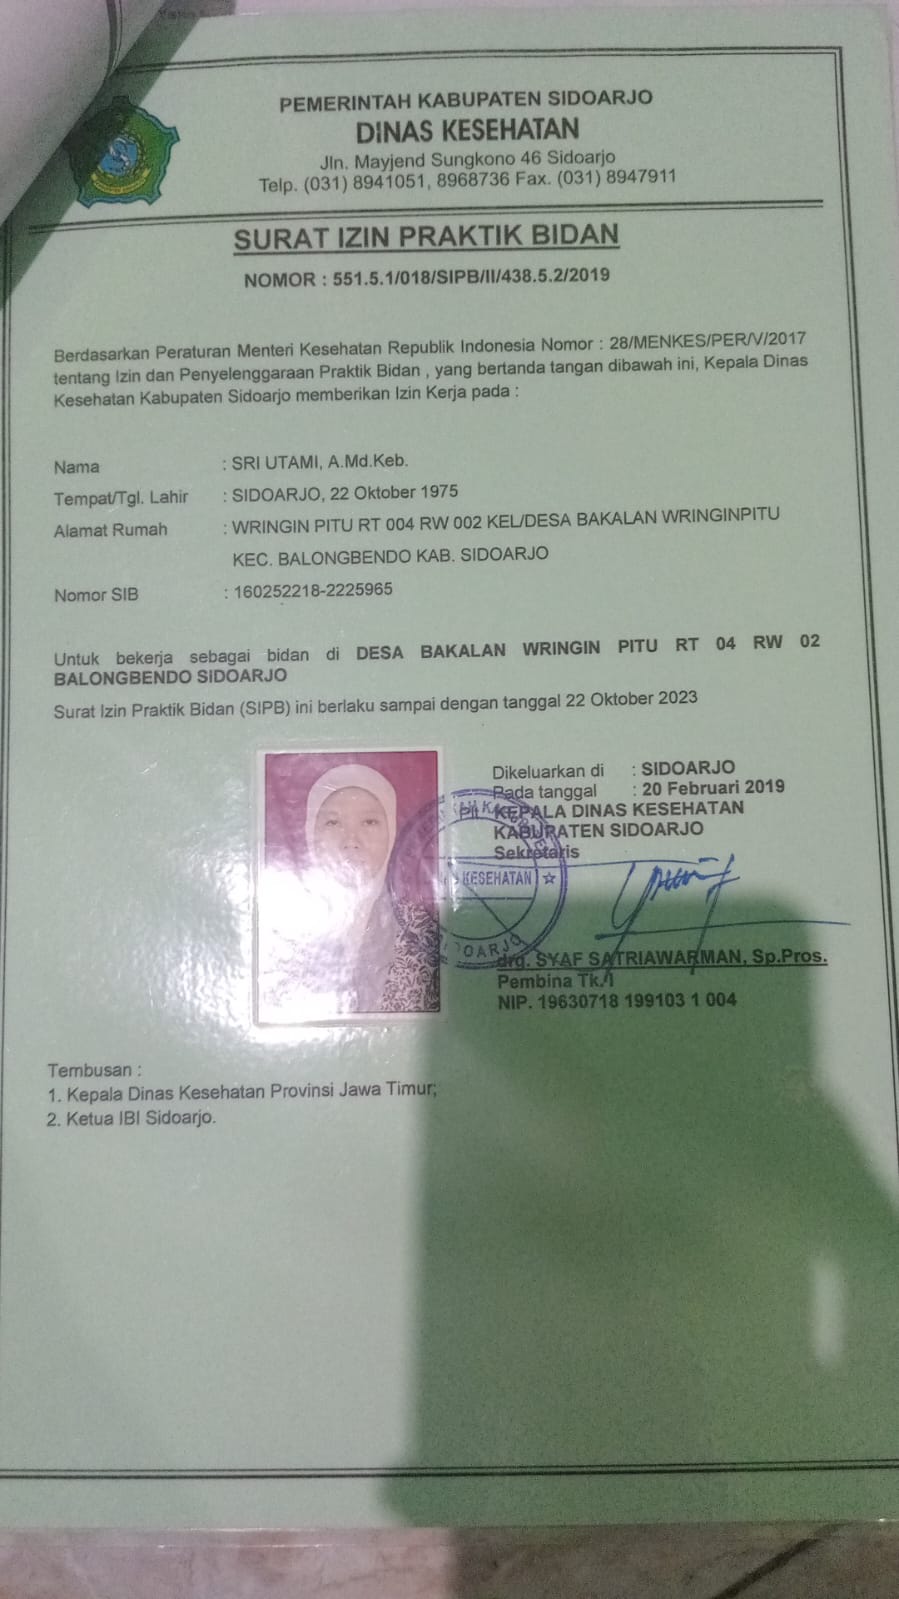 PEMERINTAH KABUPATEN SIDOARJO
DINAS KESEHATAN
Jln. Mayjend Sungkono 46 Sidoarjo
Telp. (031) 8941051, 8968736 Fax. (031) 8947911
SURAT IZIN PRAKTIK BIDAN
NOMOR : 551.5.1/018/SIPB/II/438.5.2/2019
Berdasarkan Peraturan Menteri Kesehatan Republik Indonesia Nomor : 28/MENKES/PER/V/2017
tentang Izin dan Penyelenggaraan Praktik Bidan , yang bertanda tangan dibawah ini, Kepala Dinas
Kesehatan Kabupaten Sidoarjo memberikan Izin Kerja pada :
Nama : SRI UTAMI, A.Md.Keb.
Tempat/Tgl. Lahir : SIDOARJO, 22 Oktober 1975
Alamat Rumah : WRINGIN PITU RT 004 RW 002 KEL/DESA BAKALAN WRINGINPITU
KEC. BALONGBENDO KAB. SIDOARJO
Nomor SIB : 160252218-2225965
Untuk bekerja sebagai bidan di DESA BAKALAN WRINGIN PITU RT 04 RW 02
BALONGBENDO SIDOARJO
Surat Izin Praktik Bidan (SIPB) ini berlaku sampai dengan tanggal 22 Oktober 2023
Dikeluarkan di : SIDOARJO
Pada tanggal : 20 Februari 2019
Plt KEPALA DINAS KESEHATAN
KABUPATEN SIDOARJO
Sekretaris
KESEHATAN
drg. SYAF SATRIAWARMAN, Sp.Pros.
Pembina Tk.I
NIP. 19630718 199103 1 004
Tembusan :
1. Kepala Dinas Kesehatan Provinsi Jawa Timur;
2. Ketua IBI Sidoarjo.